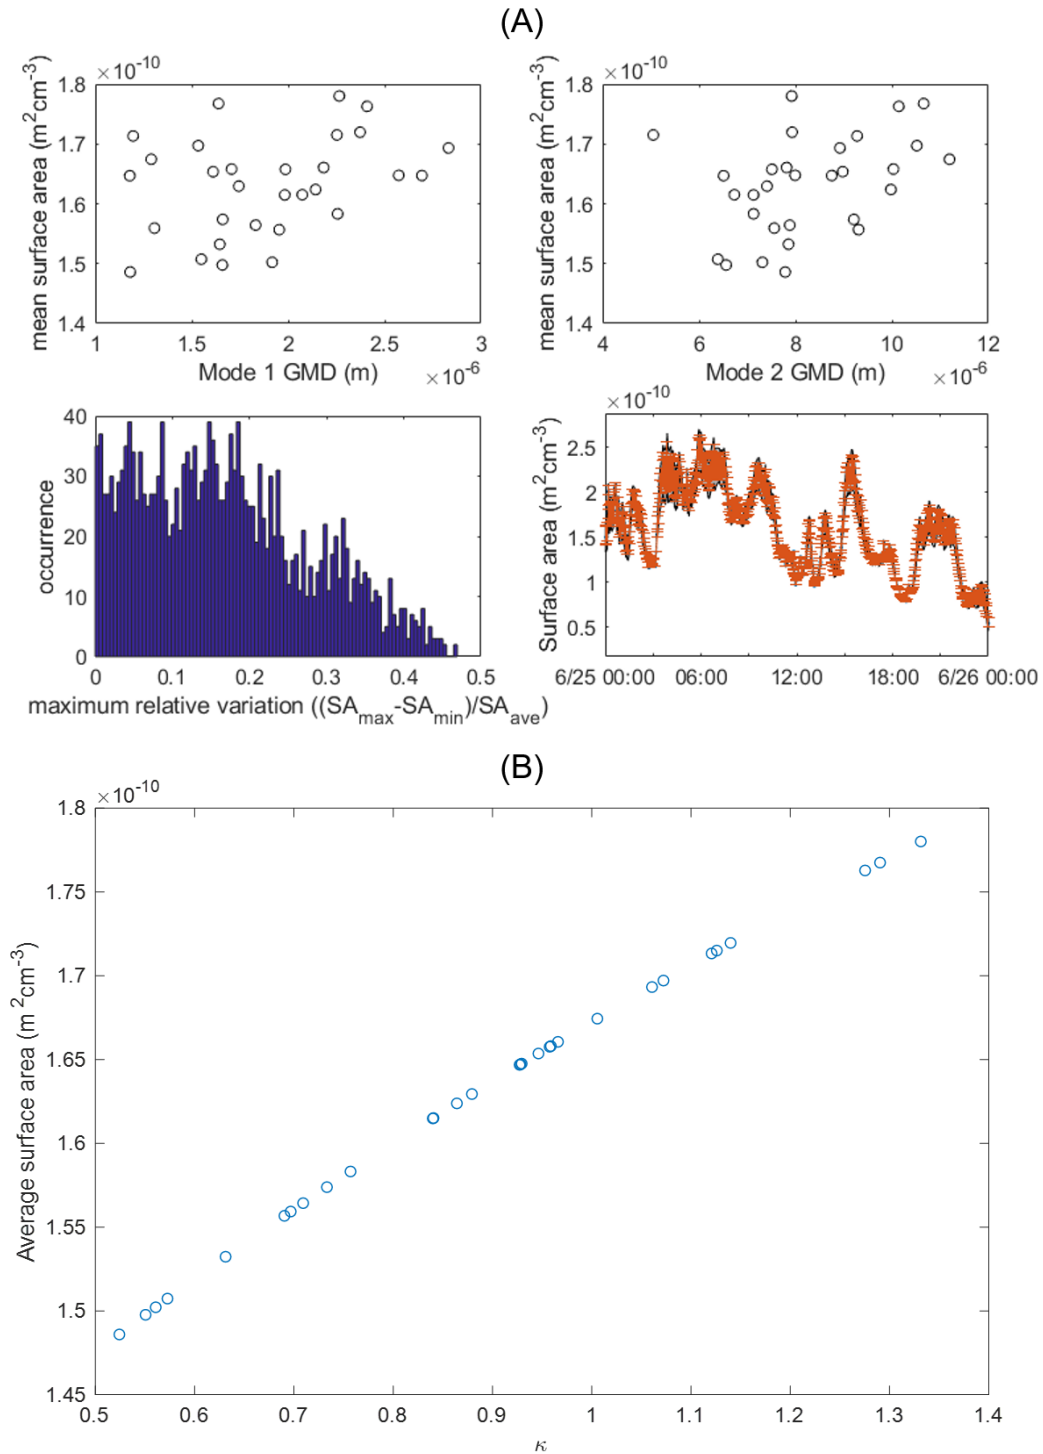 (A)
×10⁻¹⁰
mean surface area (m²cm⁻³)
1.8
1.7
1.6
1.5
1.4
1 1.5 2 2.5 3
Mode 1 GMD (m)
×10⁻⁶
×10⁻¹⁰
mean surface area (m²cm⁻³)
1.8
1.7
1.6
1.5
1.4
4 6 8 10 12
Mode 2 GMD (m)
×10⁻⁶
occurrence
40
30
20
10
0
0 0.1 0.2 0.3 0.4 0.5
maximum relative variation ((SA_max-SA_min)/SA_ave)
×10⁻¹⁰
Surface area (m²cm⁻³)
2.5
2
1.5
1
0.5
6/25 00:00 06:00 12:00 18:00 6/26 00:00
(B)
×10⁻¹⁰
Average surface area (m²cm⁻³)
1.8
1.75
1.7
1.65
1.6
1.55
1.5
1.45
0.5 0.6 0.7 0.8 0.9 1 1.1 1.2 1.3 1.4
κ